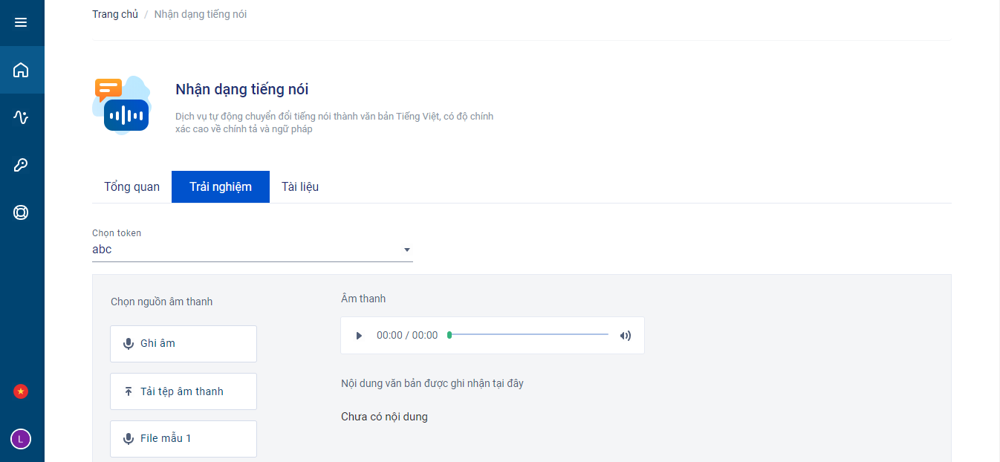 Trang chủ / Nhận dạng tiếng nói
Nhận dạng tiếng nói
Dịch vụ tự động chuyển đổi tiếng nói thành văn bản Tiếng Việt, có độ chính
xác cao về chính tả và ngữ pháp
Tổng quan Trải nghiệm Tài liệu
Chọn token
abc
Chọn nguồn âm thanh
Ghi âm
Tải tệp âm thanh
File mẫu 1
Âm thanh
00:00 / 00:00
Nội dung văn bản được ghi nhận tại đây
Chưa có nội dung
L